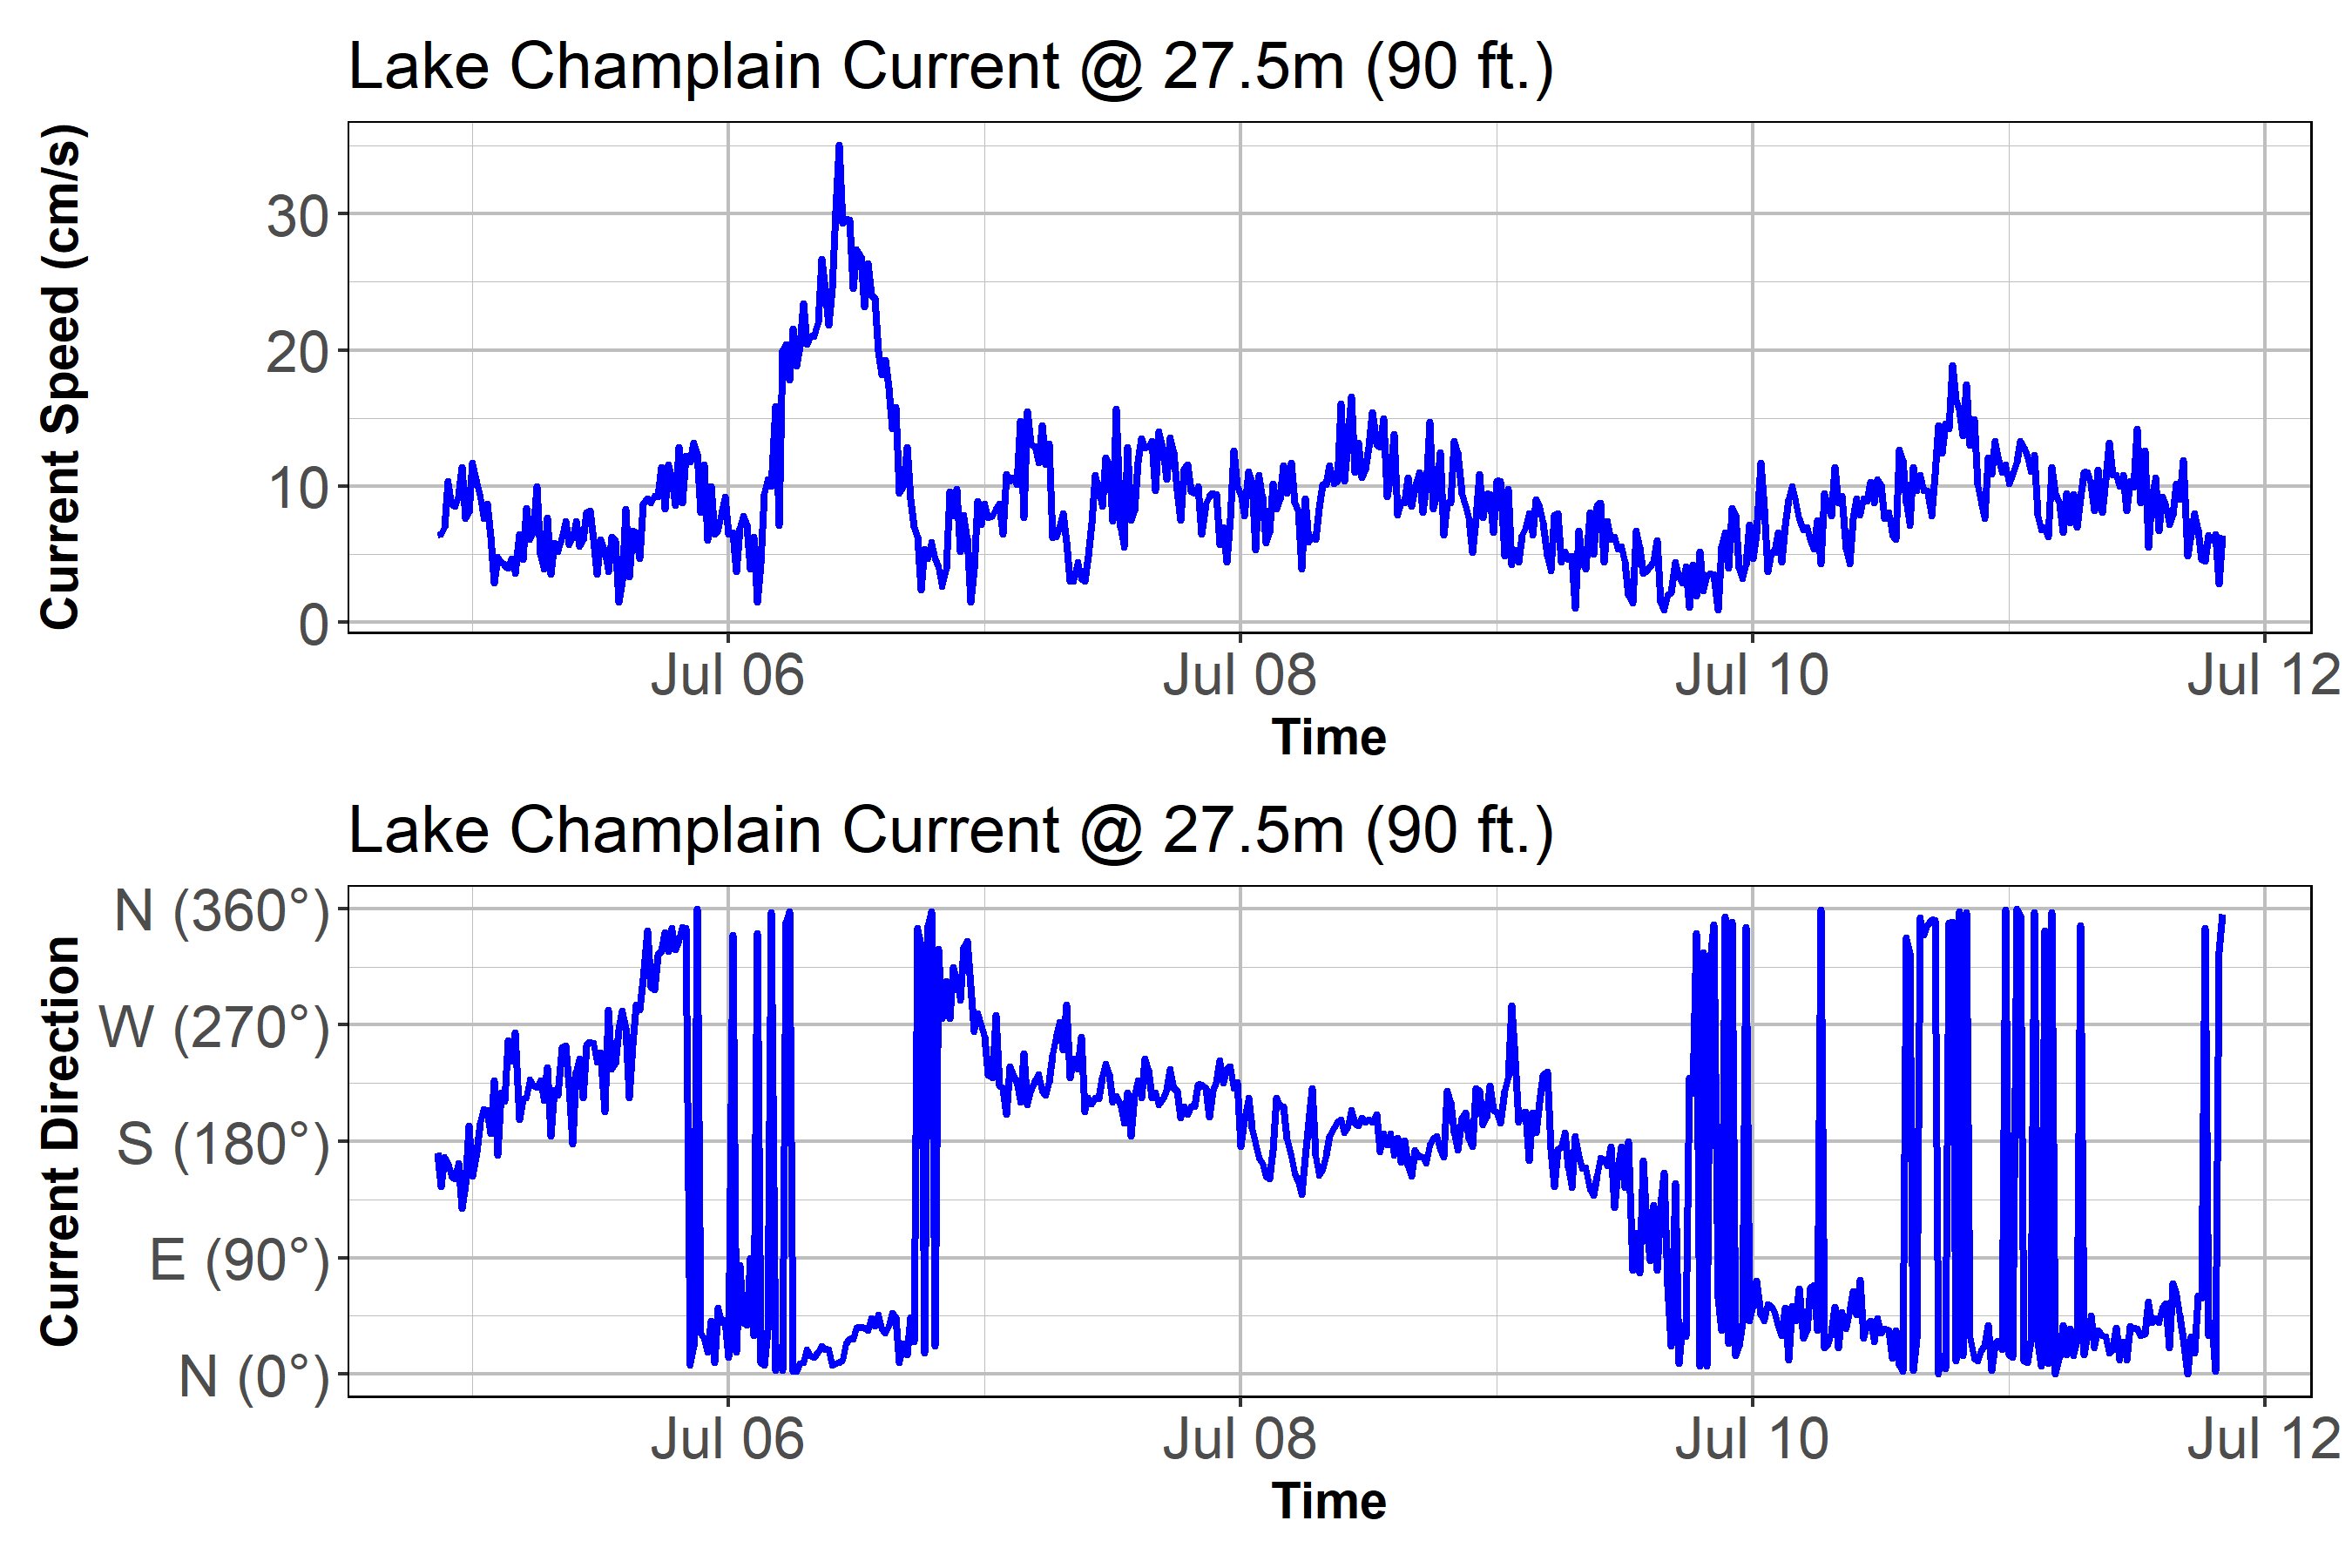 Lake Champlain Current @ 27.5m (90 ft.)
Current Speed (cm/s)
30
20
10
0
Jul 06 Jul 08 Jul 10 Jul 12
Time
Lake Champlain Current @ 27.5m (90 ft.)
Current Direction
N (360°)
W (270°)
S (180°)
E (90°)
N (0°)
Jul 06 Jul 08 Jul 10 Jul 12
Time